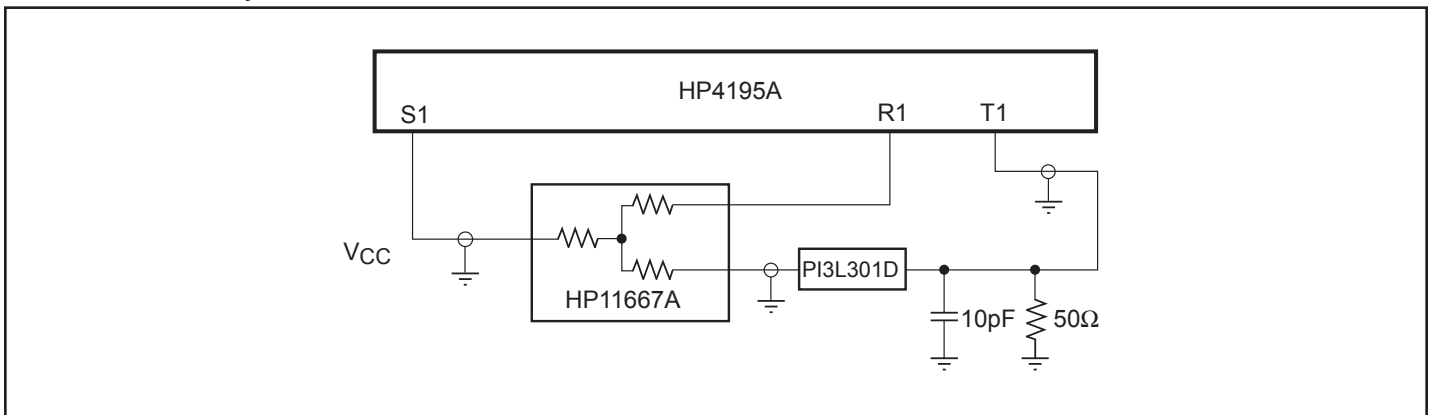 HP4195A
S1
R1
T1
VCC
HP11667A
PI3L301D
10pF
50Ω